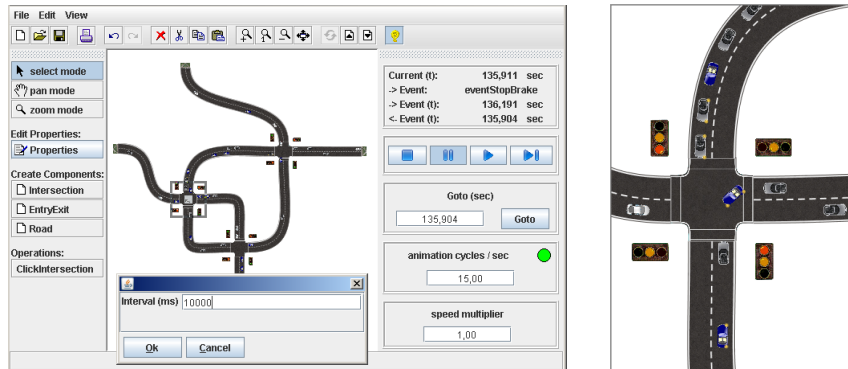 File Edit View
select mode
pan mode
zoom mode
Edit Properties:
Properties
Create Components:
Intersection
EntryExit
Road
Operations:
ClickIntersection
Current (t): 135,911 sec
-> Event: eventStopBrake
-> Event (t): 136,191 sec
<- Event (t): 135,904 sec
Goto (sec)
135,904 Goto
animation cycles / sec
15,00
speed multiplier
1,00
Interval (ms) 10000
Ok Cancel